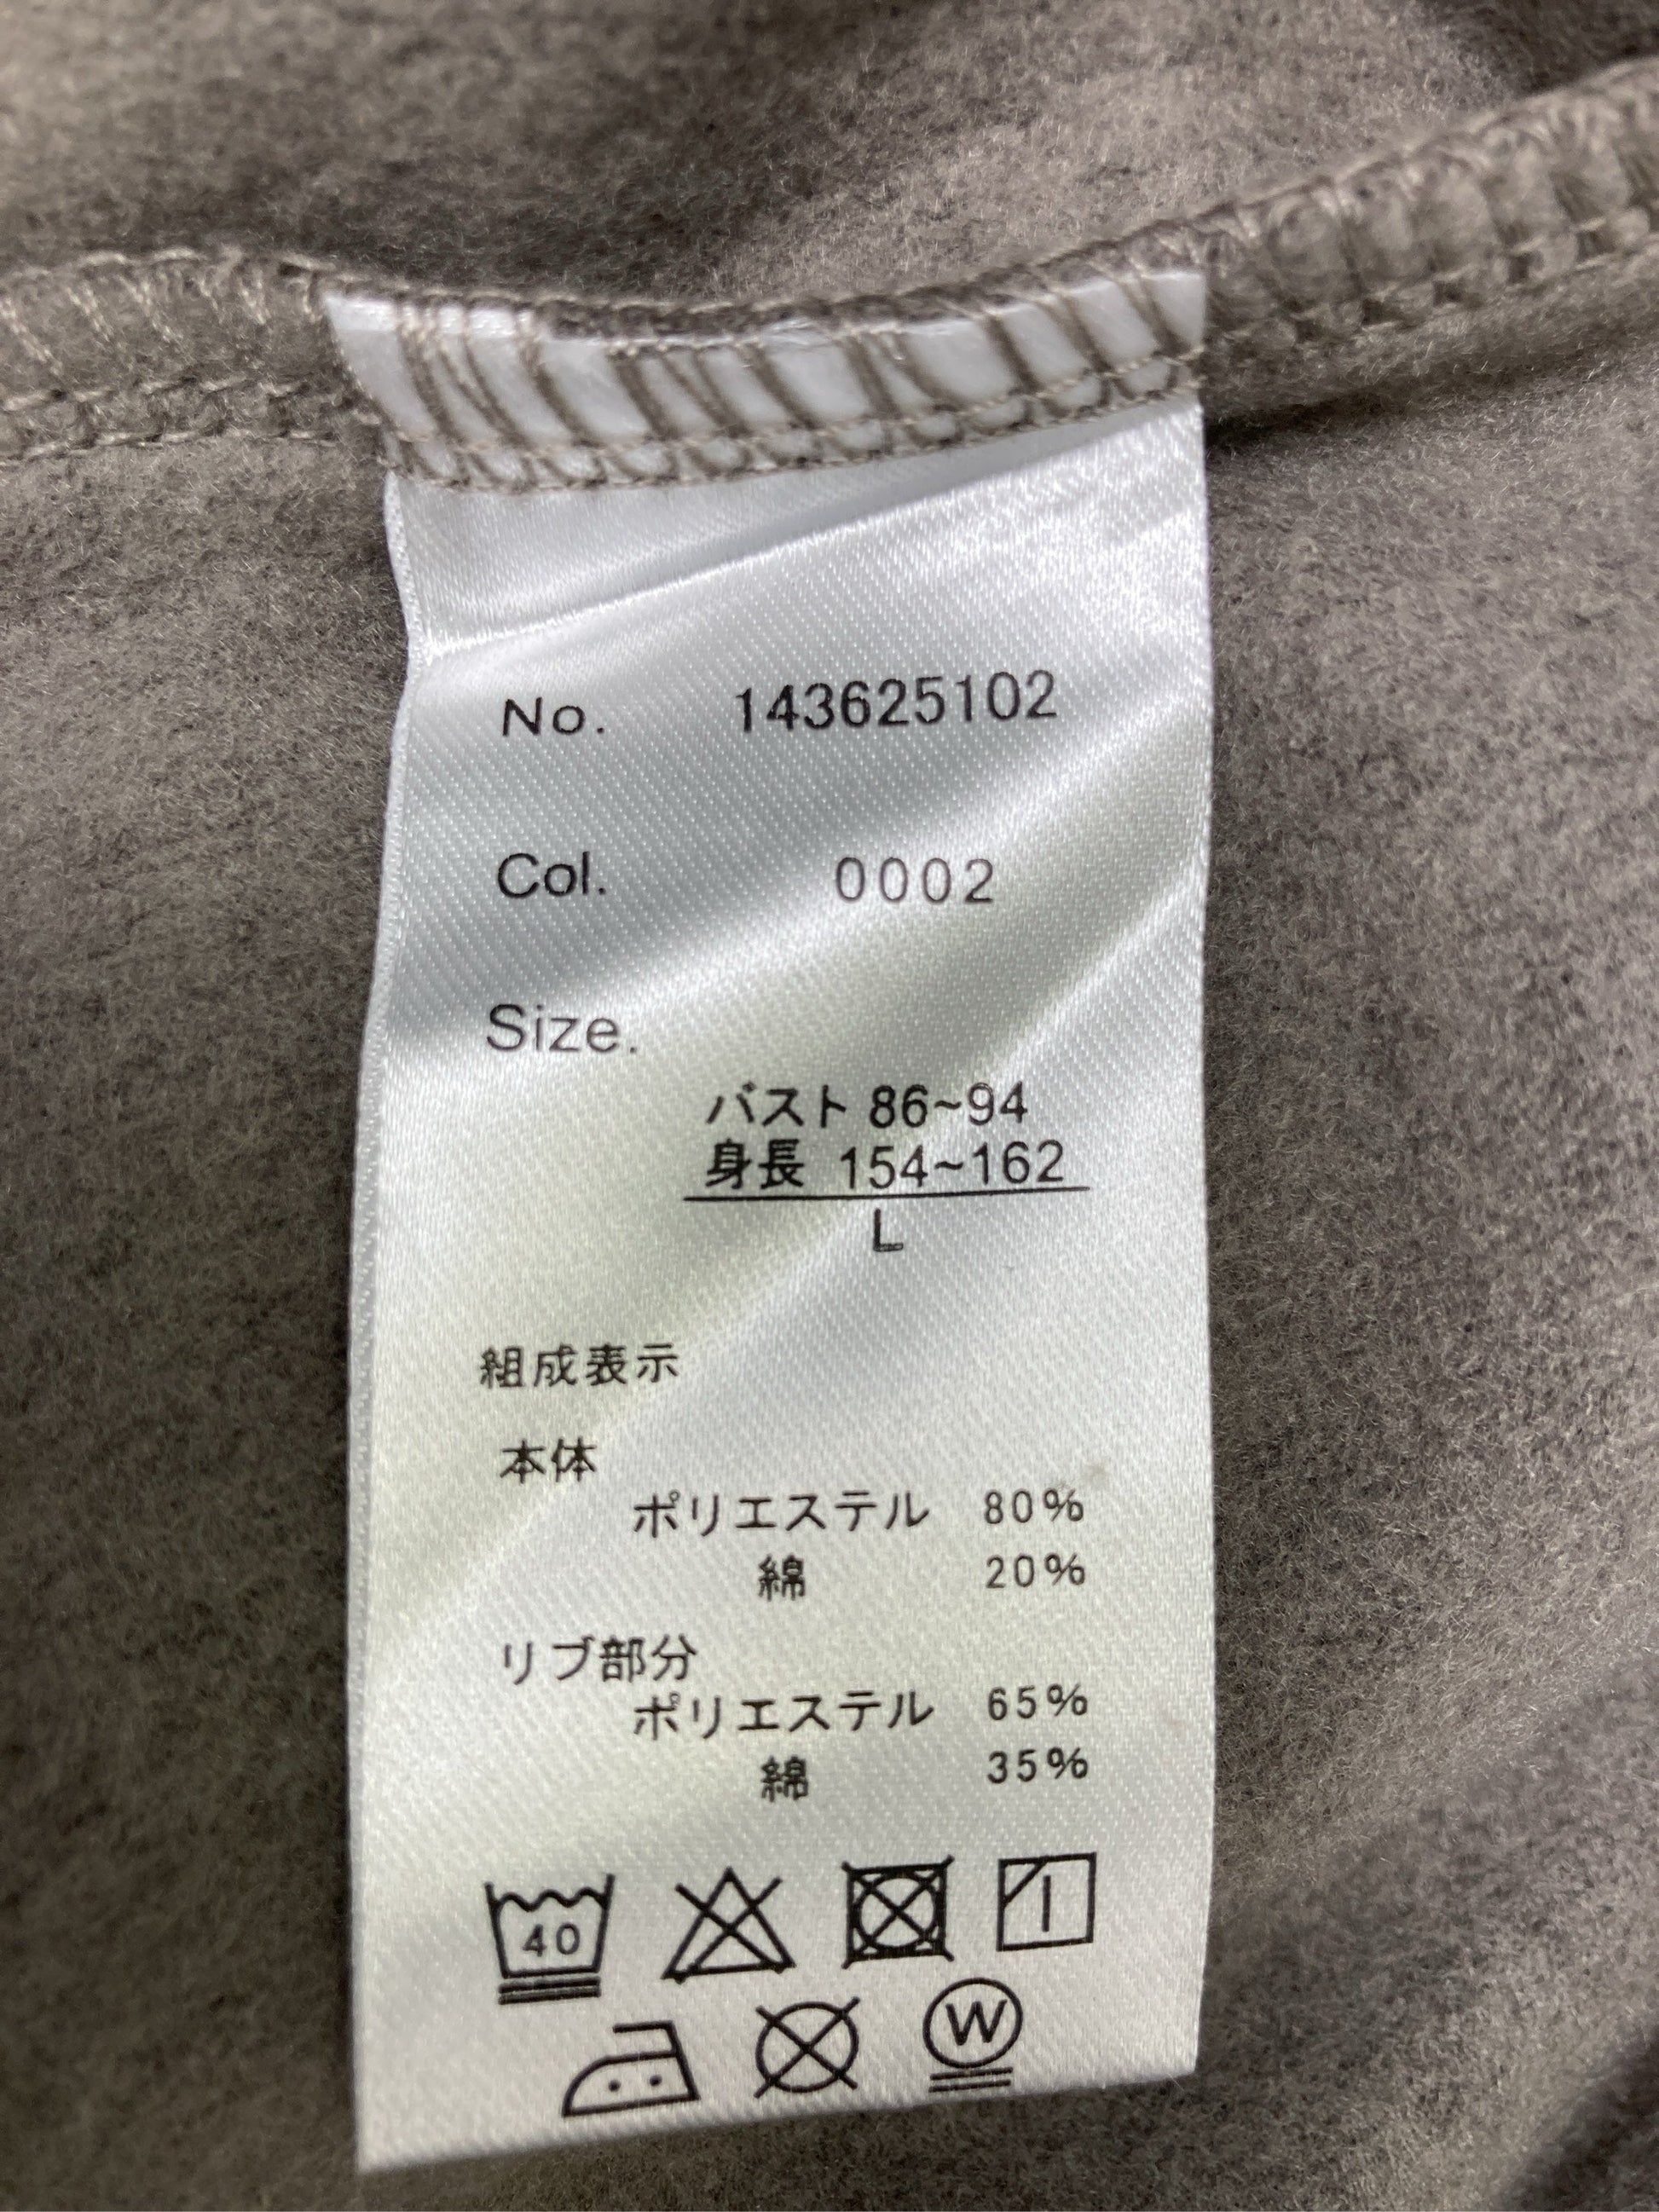 No. 143625102
Col. 0002
Size.
バスト 86~94
身長 154~162
L
組成表示
本体
ポリエステル 80%
綿 20%
リブ部分
ポリエステル 65%
綿 35%
40
W